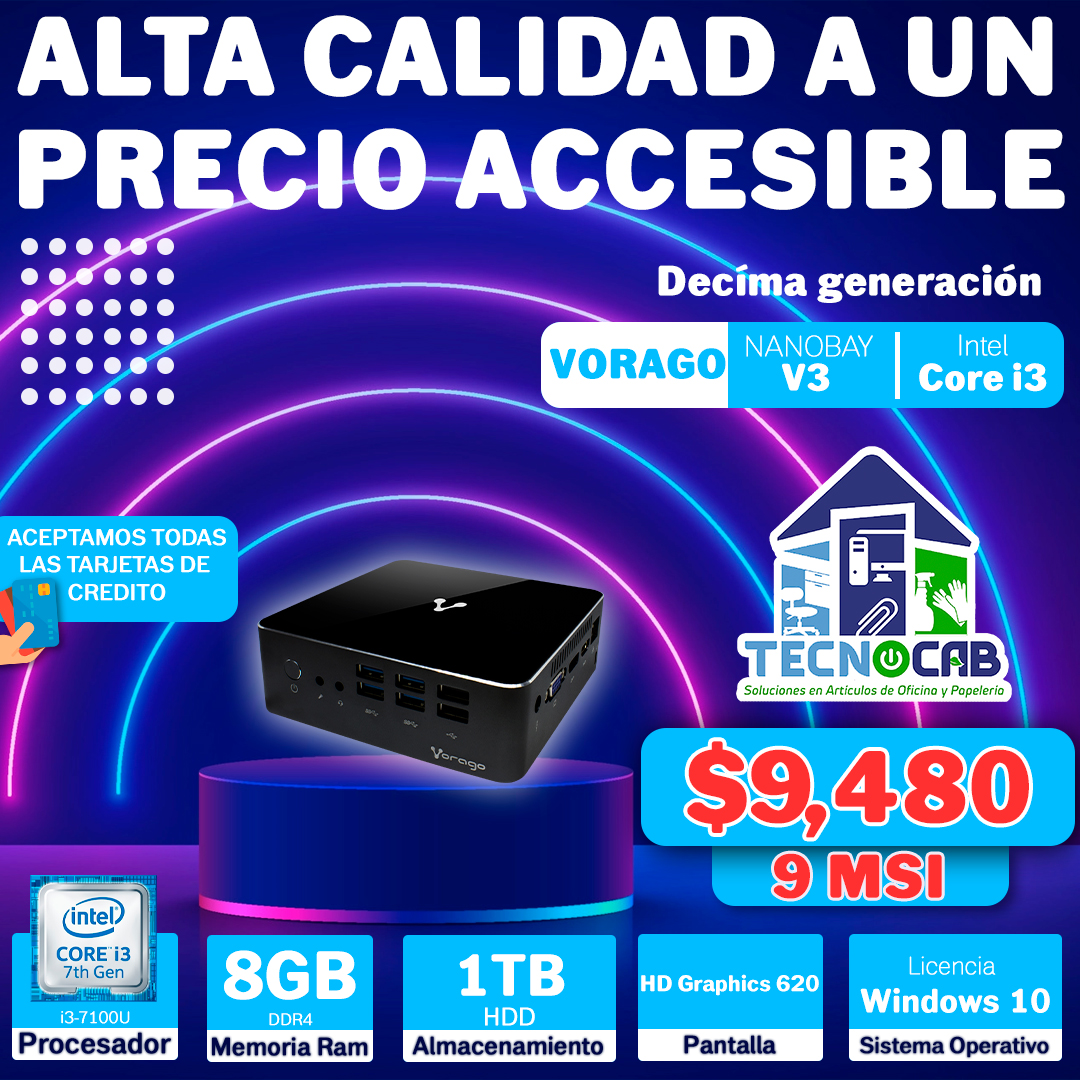 ALTA CALIDAD A UN
PRECIO ACCESIBLE
Decíma generación
VORAGO
NANOBAY
V3
Intel
Core i3
ACEPTAMOS TODAS
LAS TARJETAS DE
CREDITO
TECNOCAB
Soluciones en Artículos de Oficina y Papelería
Vorago
$9,480
9 MSI
intel
CORE i3
7th Gen
i3-7100U
Procesador
8GB
DDR4
Memoria Ram
1TB
HDD
Almacenamiento
HD Graphics 620
Pantalla
Licencia
Windows 10
Sistema Operativo